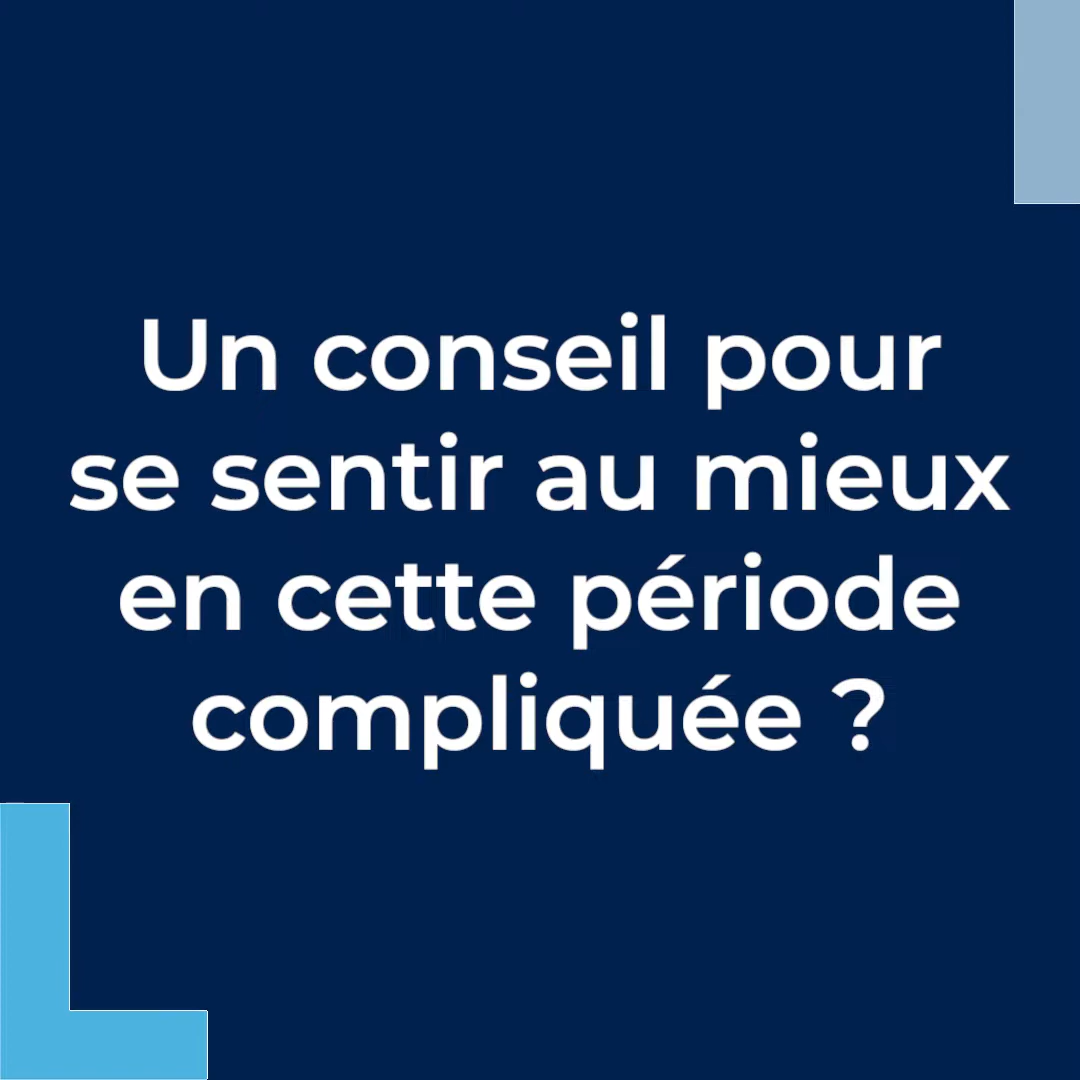 Un conseil pour
se sentir au mieux
en cette période
compliquée ?